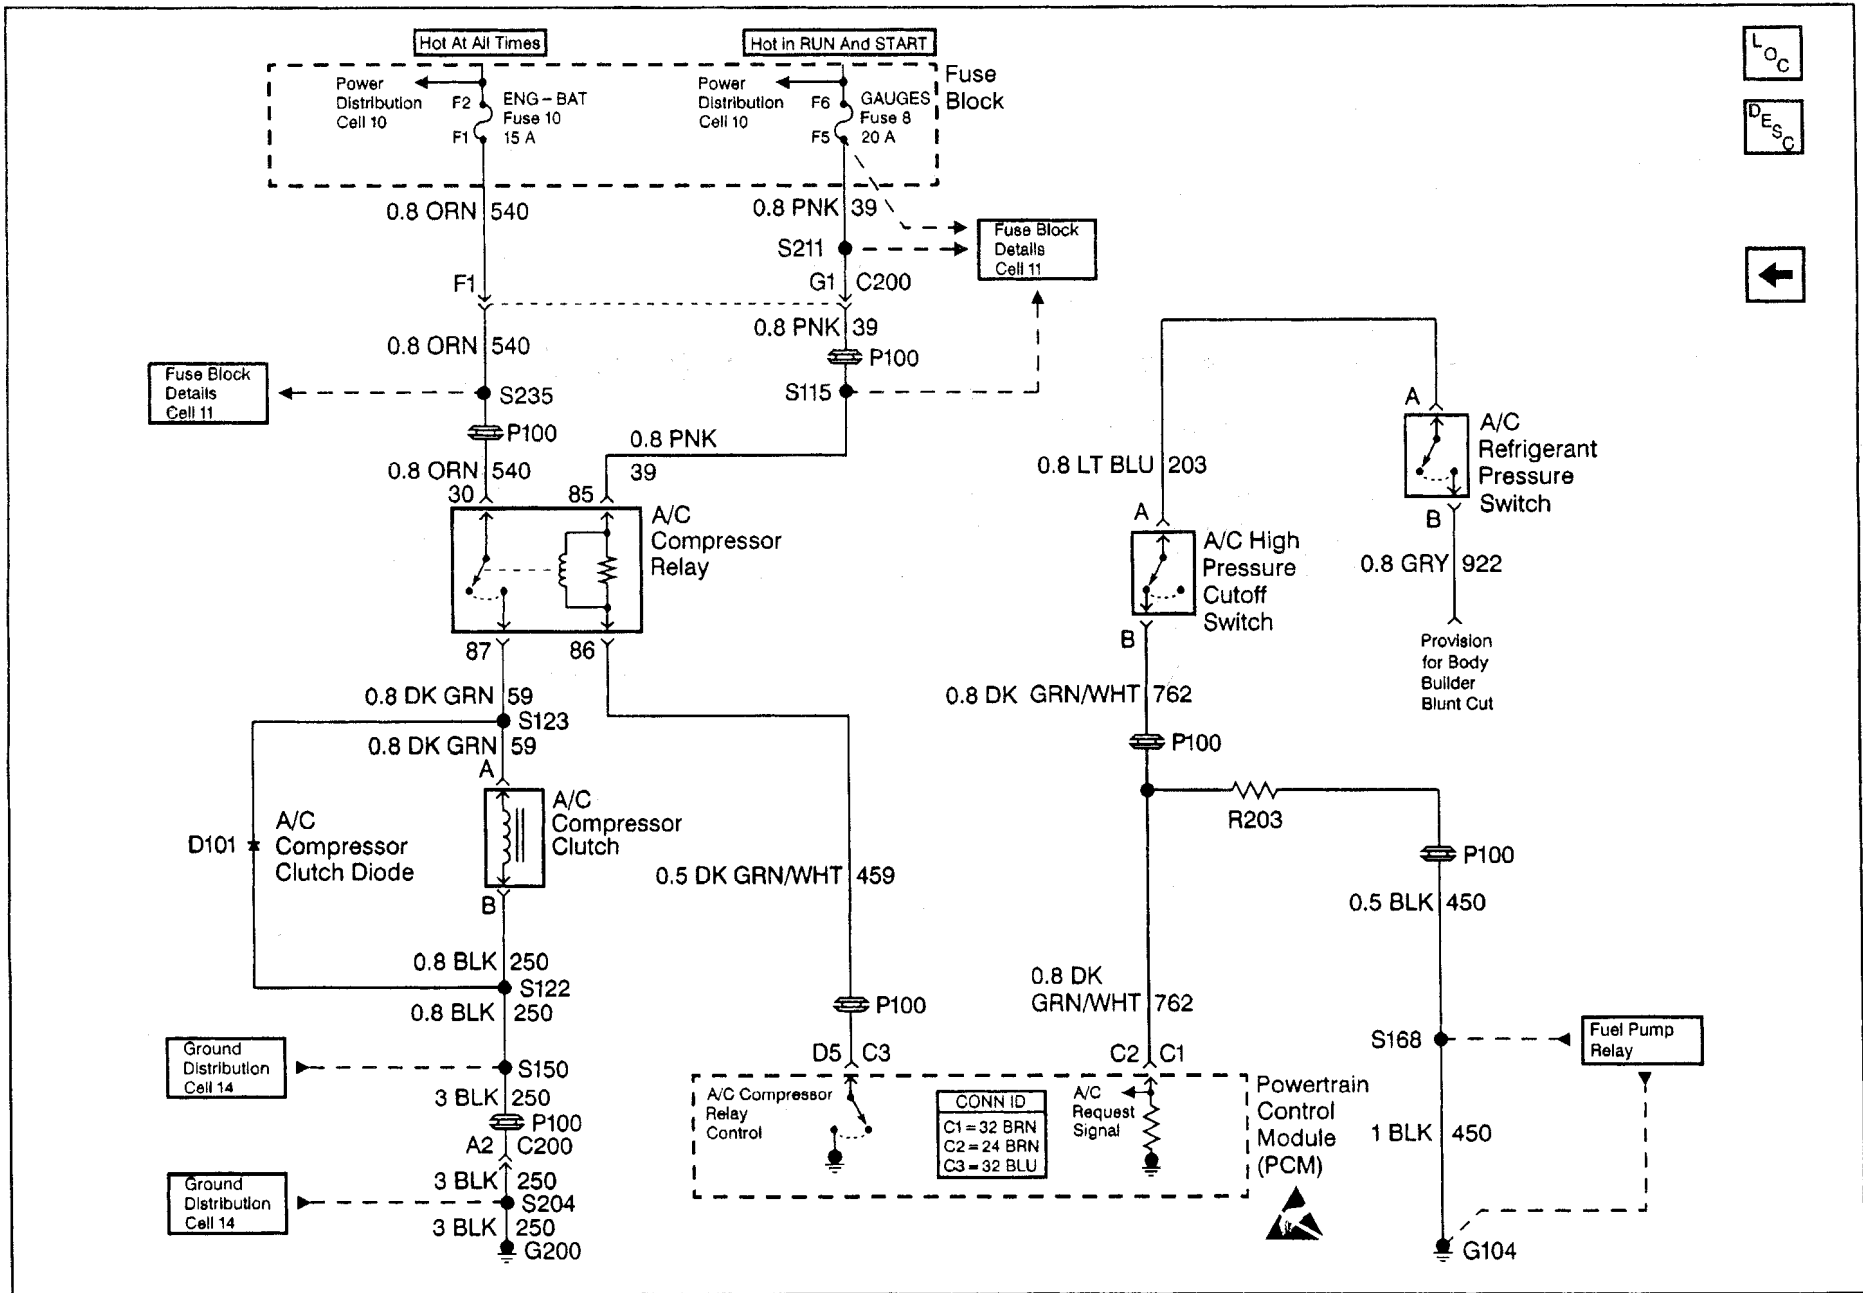 Hot At All Times
Hot in RUN And START
L O C
Power
Distribution
Cell 10
F2
F1
ENG-BAT
Fuse 10
15 A
Power
Distribution
Cell 10
F6
F5
GAUGES
Fuse 8
20 A
Fuse
Block
D E S C
0.8 ORN 540
0.8 PNK 39
S211
Fuse Block
Details
Cell 11
F1
G1 C200
0.8 PNK 39
0.8 ORN 540
P100
Fuse Block
Details
Cell 11
S235
S115
P100
0.8 PNK
39
0.8 ORN 540
30
85
A/C
Compressor
Relay
87
86
0.8 LT BLU 203
A
A/C
Refrigerant
Pressure
Switch
B
0.8 GRY 922
Provision
for Body
Builder
Blunt Cut
A
A/C High
Pressure
Cutoff
Switch
B
0.8 DK GRN/WHT 762
P100
R203
P100
0.5 BLK 450
0.8 DK GRN 59
S123
0.8 DK GRN 59
A
A/C
Compressor
Clutch
D101
A/C
Compressor
Clutch Diode
B
0.5 DK GRN/WHT 459
0.8 BLK 250
S122
0.8 BLK 250
P100
0.8 DK
GRN/WHT 762
Ground
Distribution
Cell 14
S150
3 BLK 250
P100
A2 C200
3 BLK 250
Ground
Distribution
Cell 14
S204
3 BLK 250
G200
D5 C3
C2 C1
A/C Compressor
Relay
Control
CONN ID
C1=32 BRN
C2=24 BRN
C3=32 BLU
A/C
Request
Signal
Powertrain
Control
Module
(PCM)
S168
Fuel Pump
Relay
1 BLK 450
G104